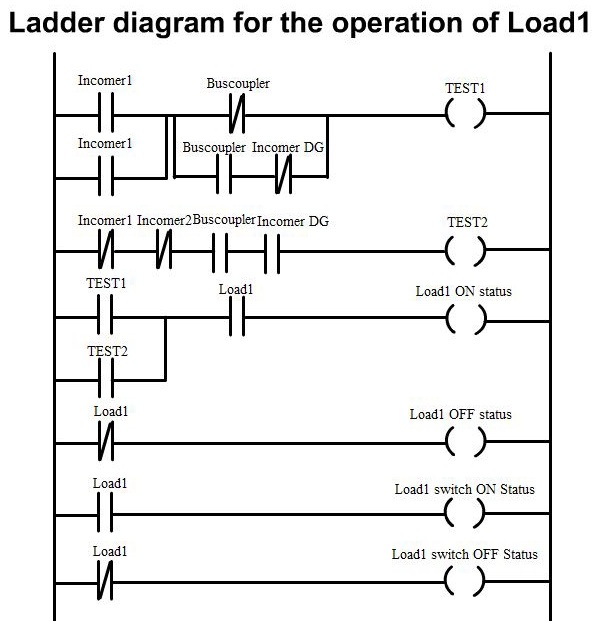 Ladder diagram for the operation of Load1
Incomer1 Buscoupler TEST1
Incomer1 Buscoupler Incomer DG
Incomer1 Incomer2 Buscoupler Incomer DG TEST2
TEST1 Load1 Load1 ON status
TEST2
Load1 Load1 OFF status
Load1 Load1 switch ON Status
Load1 Load1 switch OFF Status